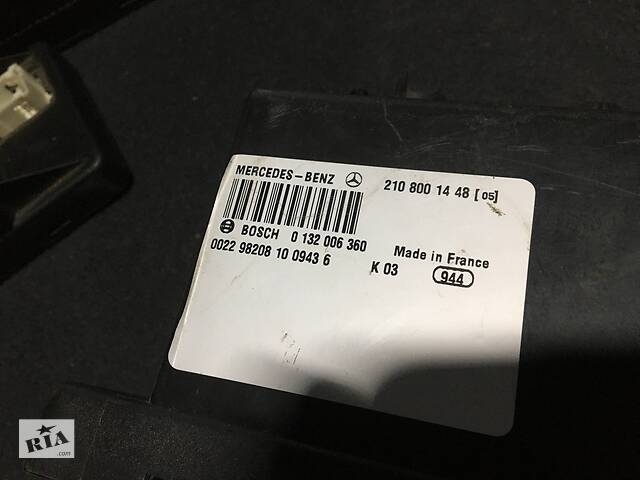 MERCEDES-BENZ
210 800 14 48 [05]
BOSCH 0 132 006 360
0022 98208 10 0943 6
Made in France
K 03
944
RIA
.com